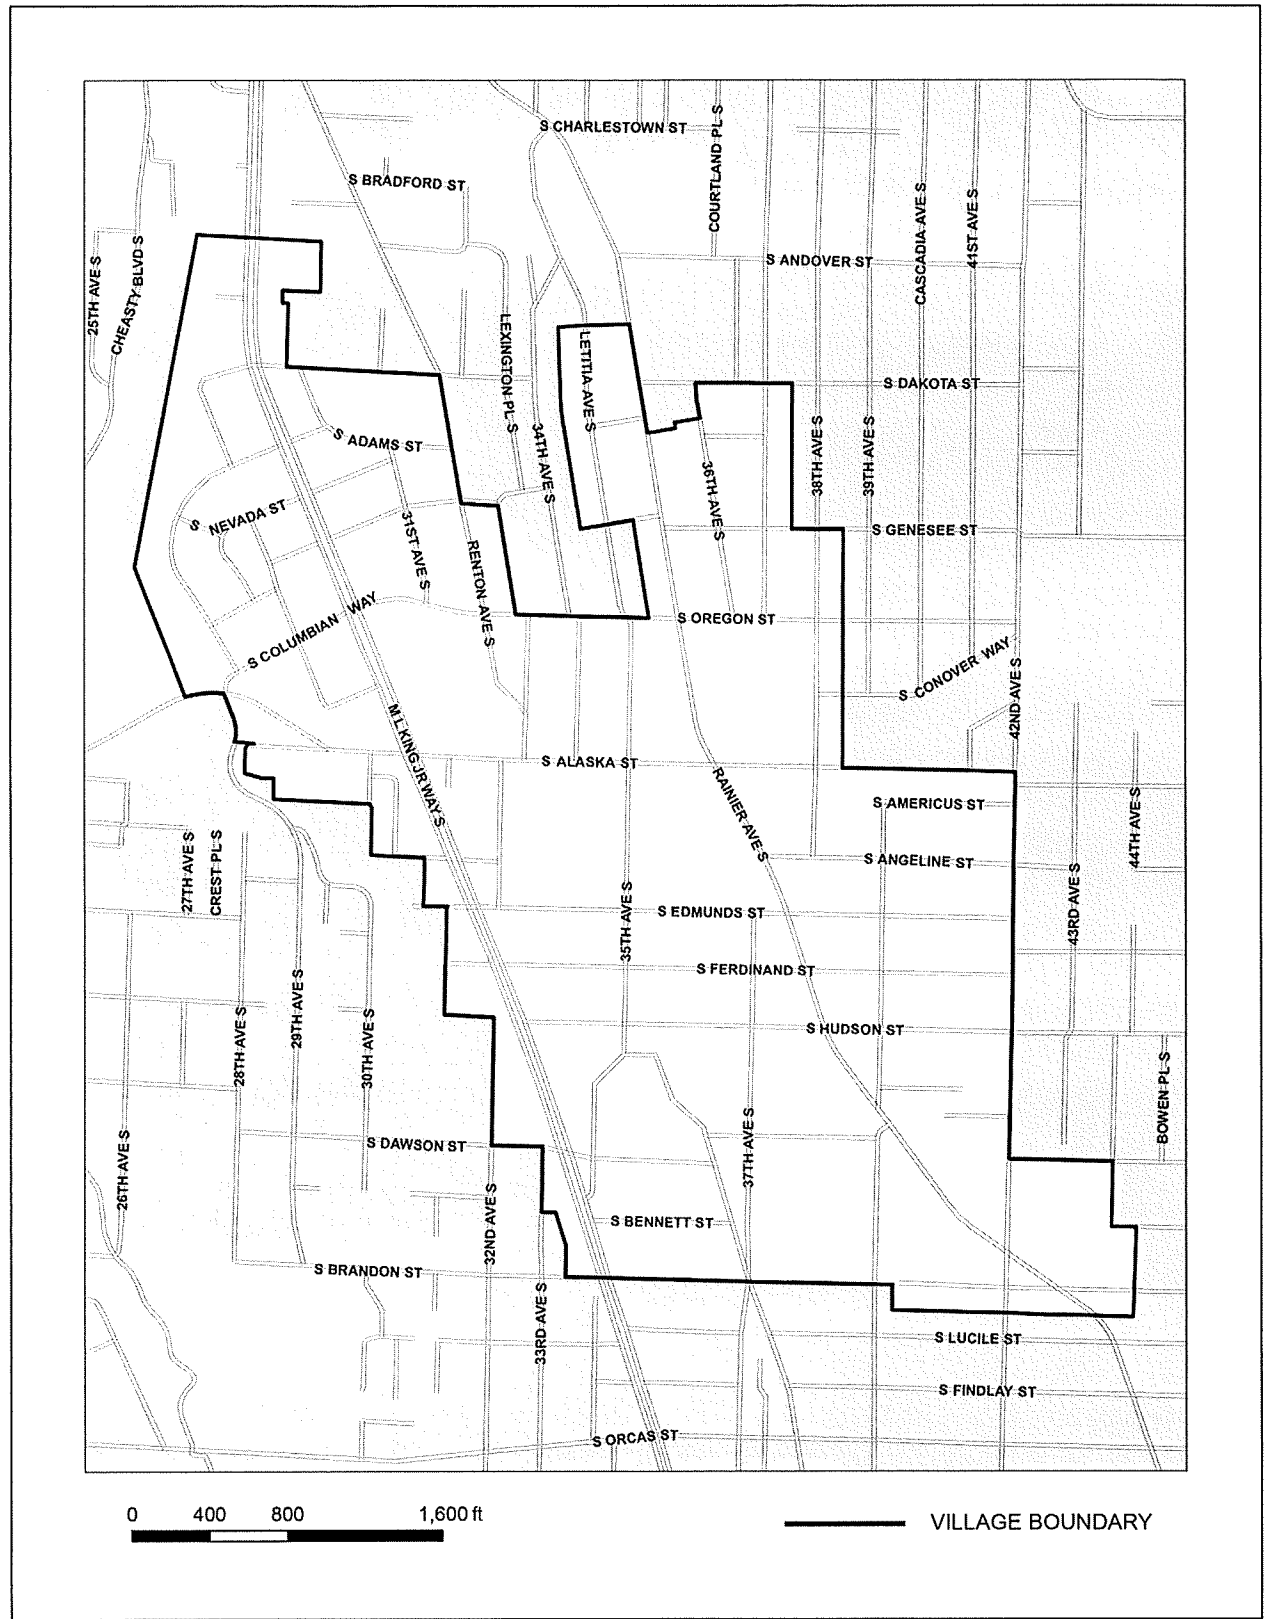 S CHARLESTOWN ST
COURTLAND PL S
S BRADFORD ST
CASCADIA AVE S
41ST AVE S
25TH AVE S
CHEASTY BLVD S
S ANDOVER ST
LEXINGTON PL S
LETITIA AVE S
S DAKOTA ST
34TH AVE S
38TH AVE S
39TH AVE S
S ADAMS ST
36TH AVE S
S NEVADA ST
31ST AVE S
S GENESEE ST
RENTON AVE S
S COLUMBIAN WAY
S OREGON ST
S CONOVER WAY
42ND AVE S
M L KING JR WAY S
S ALASKA ST
RAINIER AVE S
S AMERICUS ST
44TH AVE S
27TH AVE S
CREST PL S
S ANGELINE ST
43RD AVE S
35TH AVE S
S EDMUNDS ST
S FERDINAND ST
29TH AVE S
28TH AVE S
30TH AVE S
S HUDSON ST
BOWEN PL S
26TH AVE S
S DAWSON ST
37TH AVE S
32ND AVE S
S BENNETT ST
S BRANDON ST
33RD AVE S
S LUCILE ST
S FINDLAY ST
S ORCAS ST
0 400 800 1,600 ft
VILLAGE BOUNDARY